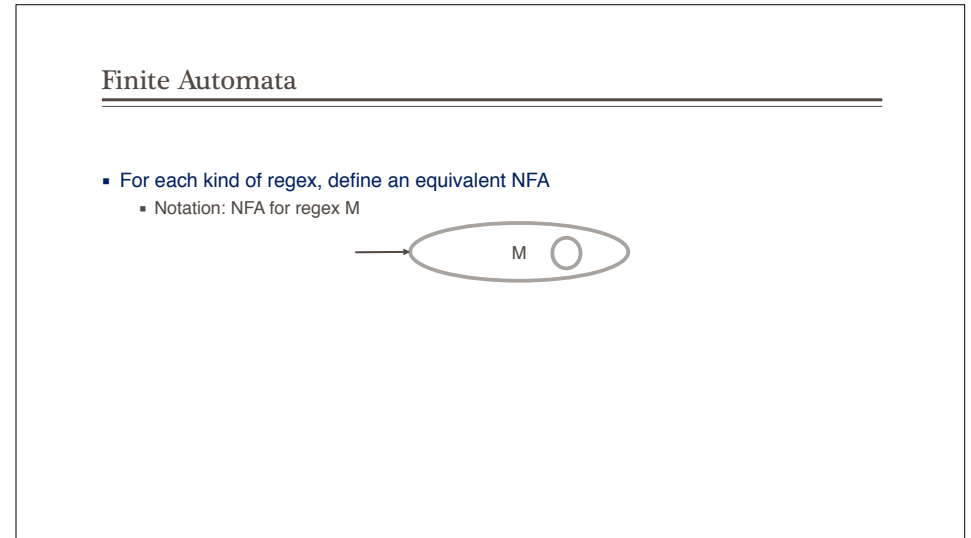 Finite Automata
▪ For each kind of regex, define an equivalent NFA
▪ Notation: NFA for regex M
M